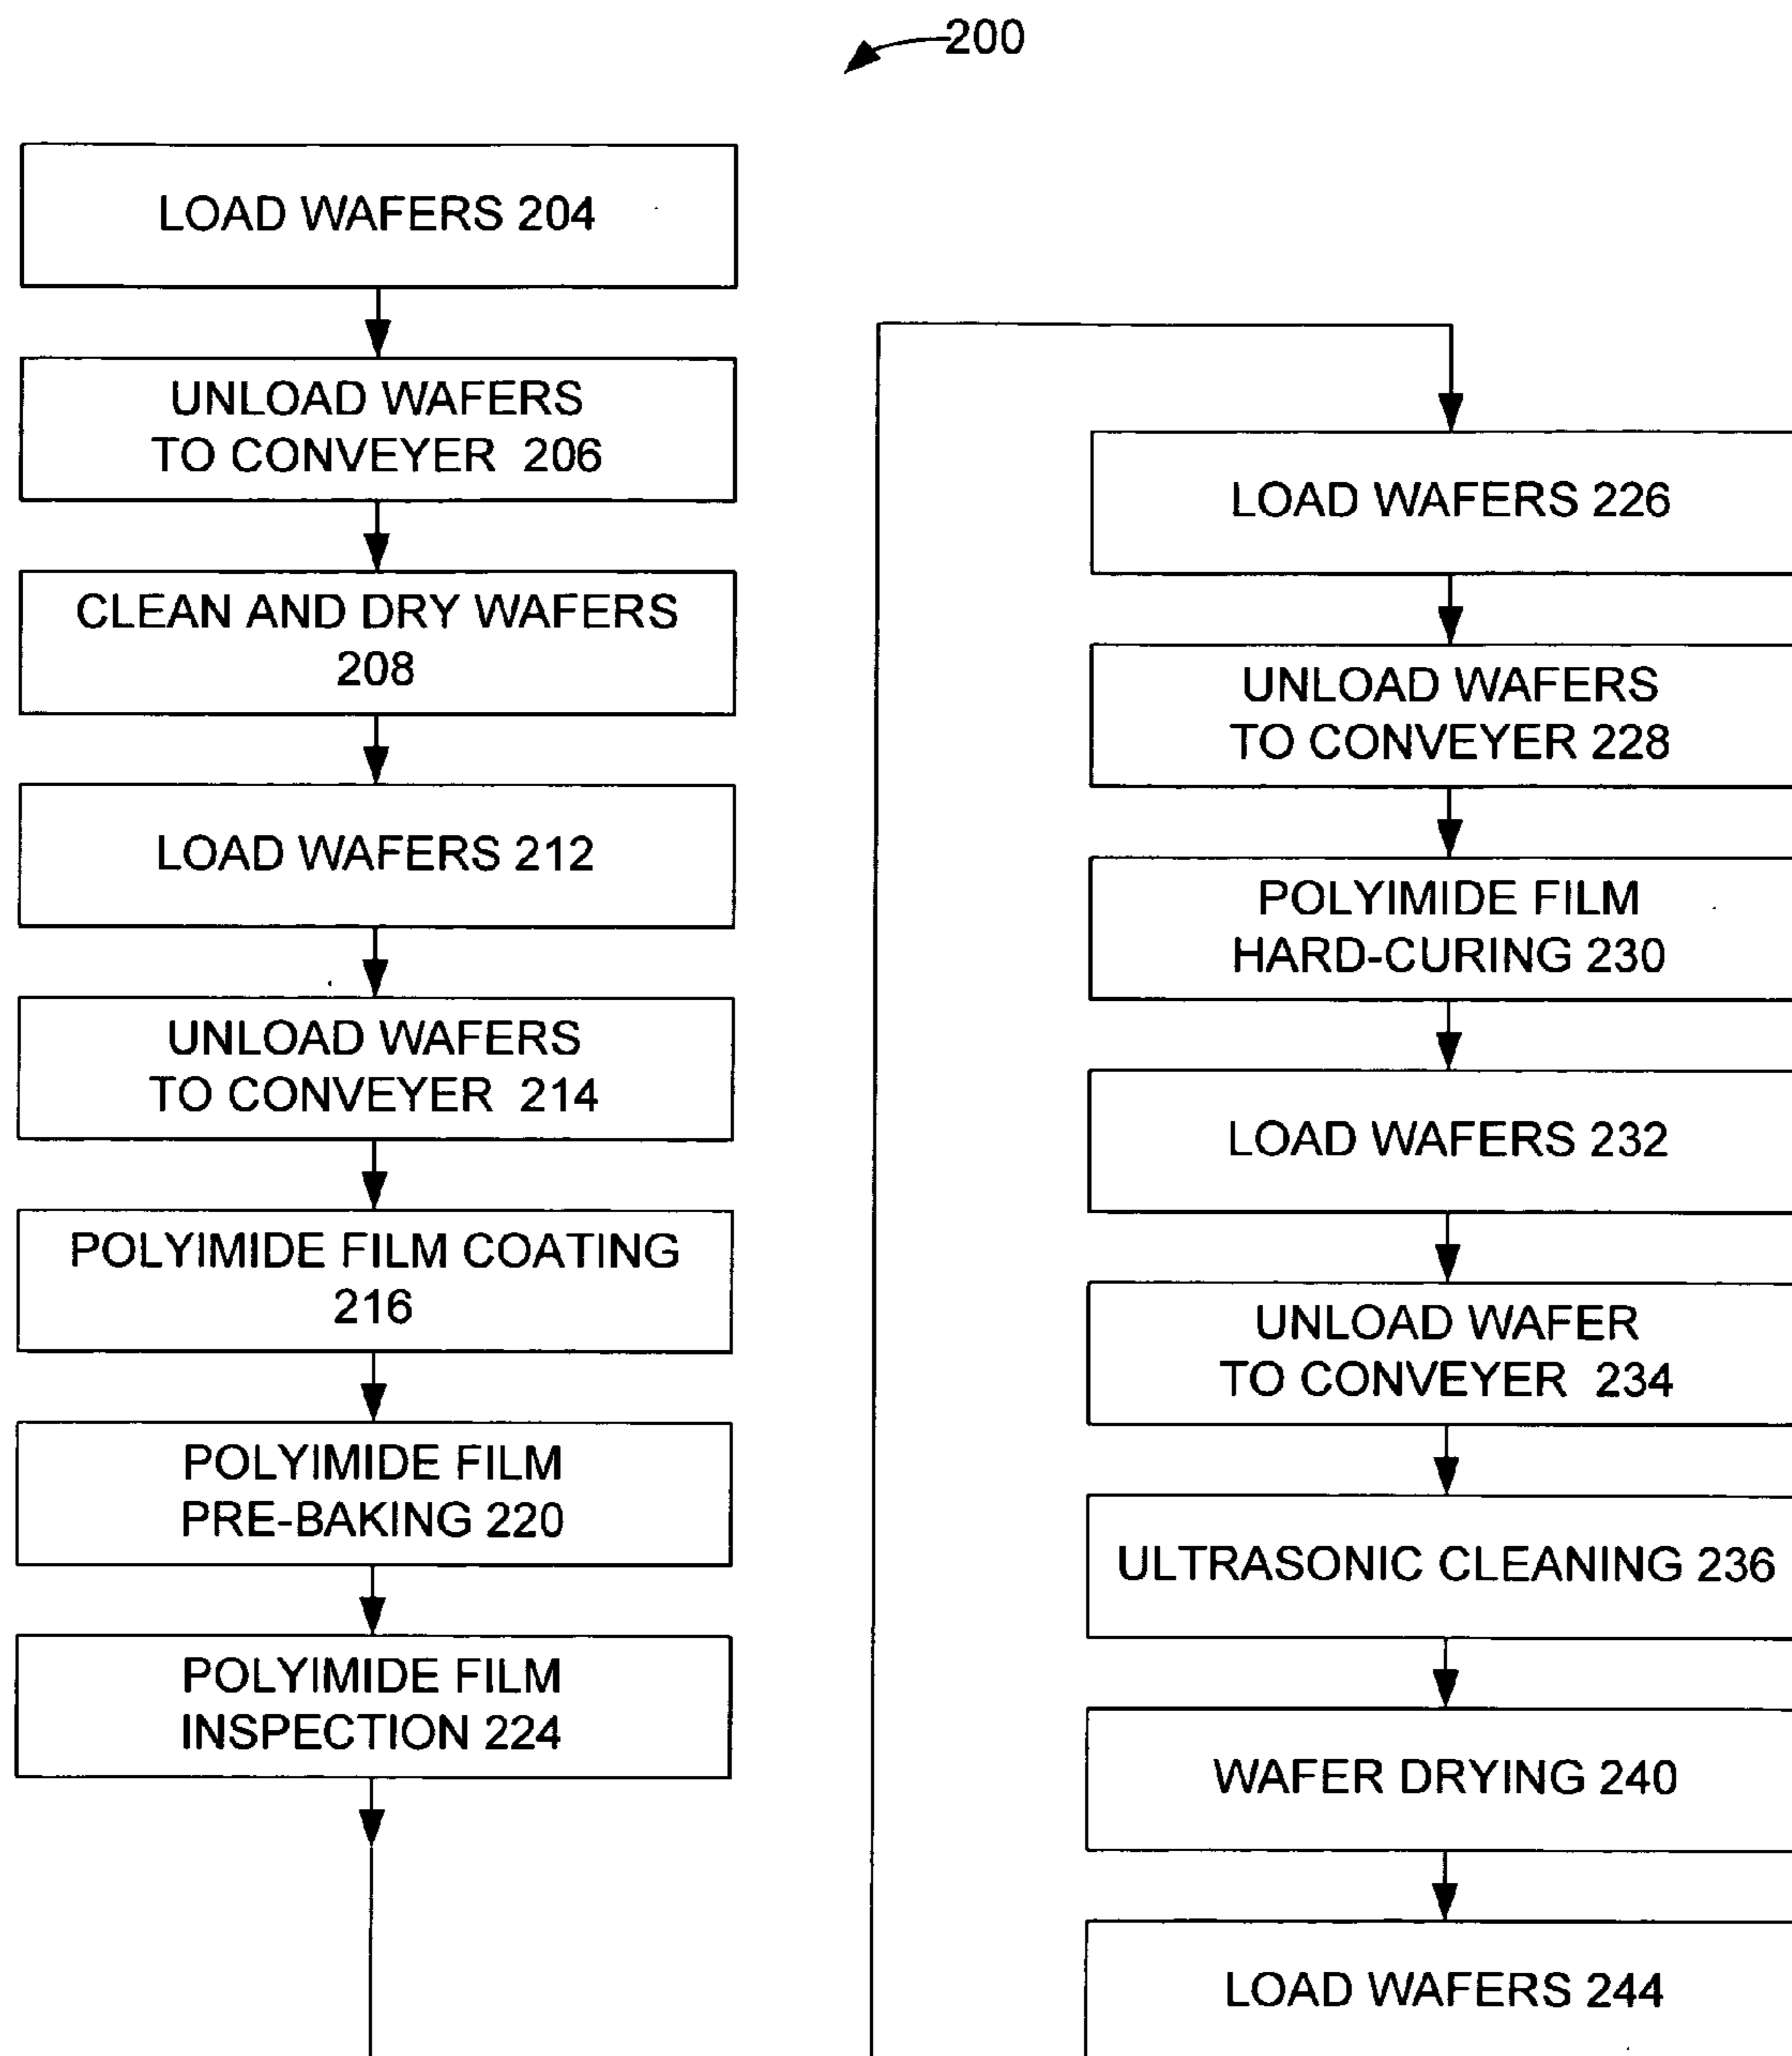 200
LOAD WAFERS 204
UNLOAD WAFERS
TO CONVEYER 206
CLEAN AND DRY WAFERS
208
LOAD WAFERS 212
UNLOAD WAFERS
TO CONVEYER 214
POLYIMIDE FILM COATING
216
POLYIMIDE FILM
PRE-BAKING 220
POLYIMIDE FILM
INSPECTION 224
LOAD WAFERS 226
UNLOAD WAFERS
TO CONVEYER 228
POLYIMIDE FILM
HARD-CURING 230
LOAD WAFERS 232
UNLOAD WAFER
TO CONVEYER 234
ULTRASONIC CLEANING 236
WAFER DRYING 240
LOAD WAFERS 244